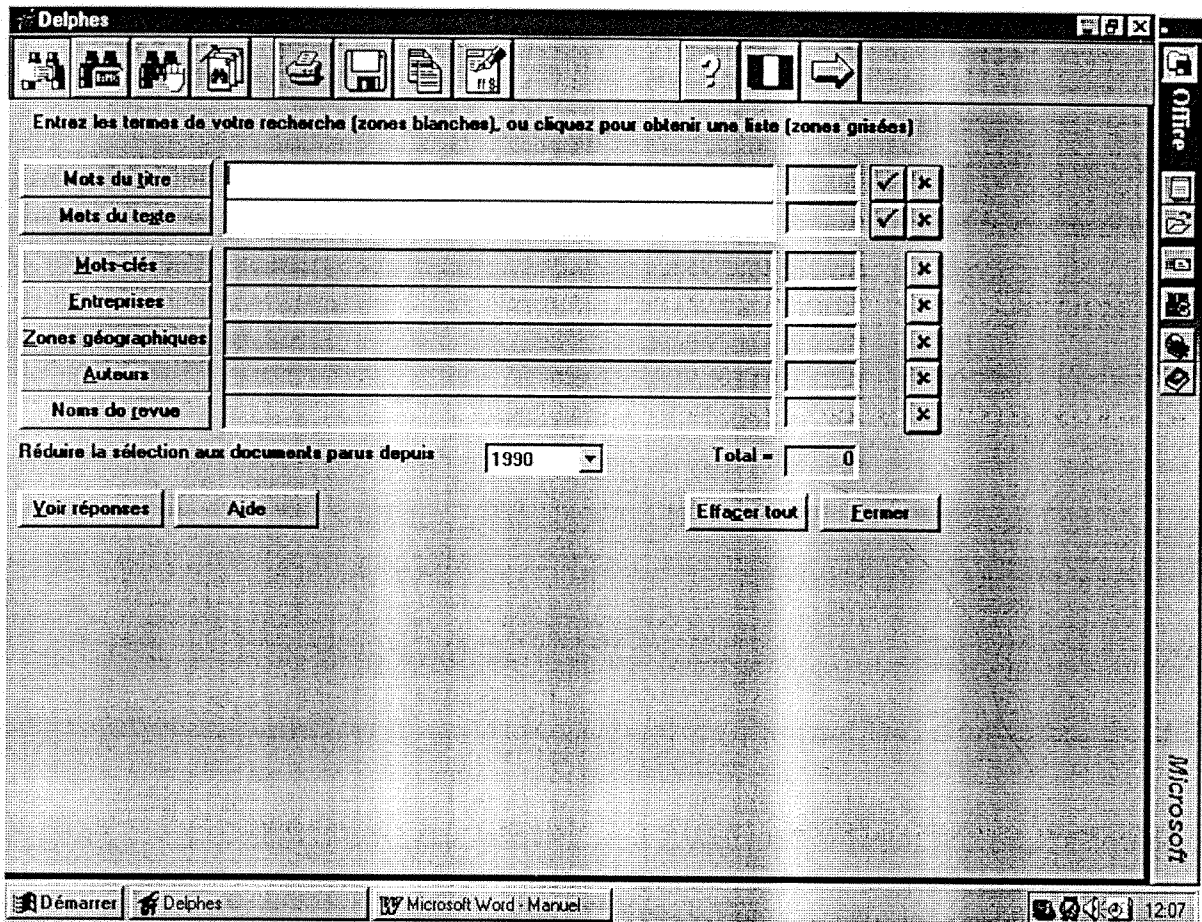 Delphes
Office
Entrez les termes de votre recherche (zones blanches), ou cliquez pour obtenir une liste (zones grisées)
Mots du titre
Mots du texte
Mots-clés
Entreprises
Zones géographiques
Auteurs
Noms de revue
Réduire la sélection aux documents parus depuis 1990 Total = 0
Voir réponses Aide Effacer tout Fermer
Microsoft
Démarrer Delphes Microsoft Word - Manuel 12:07